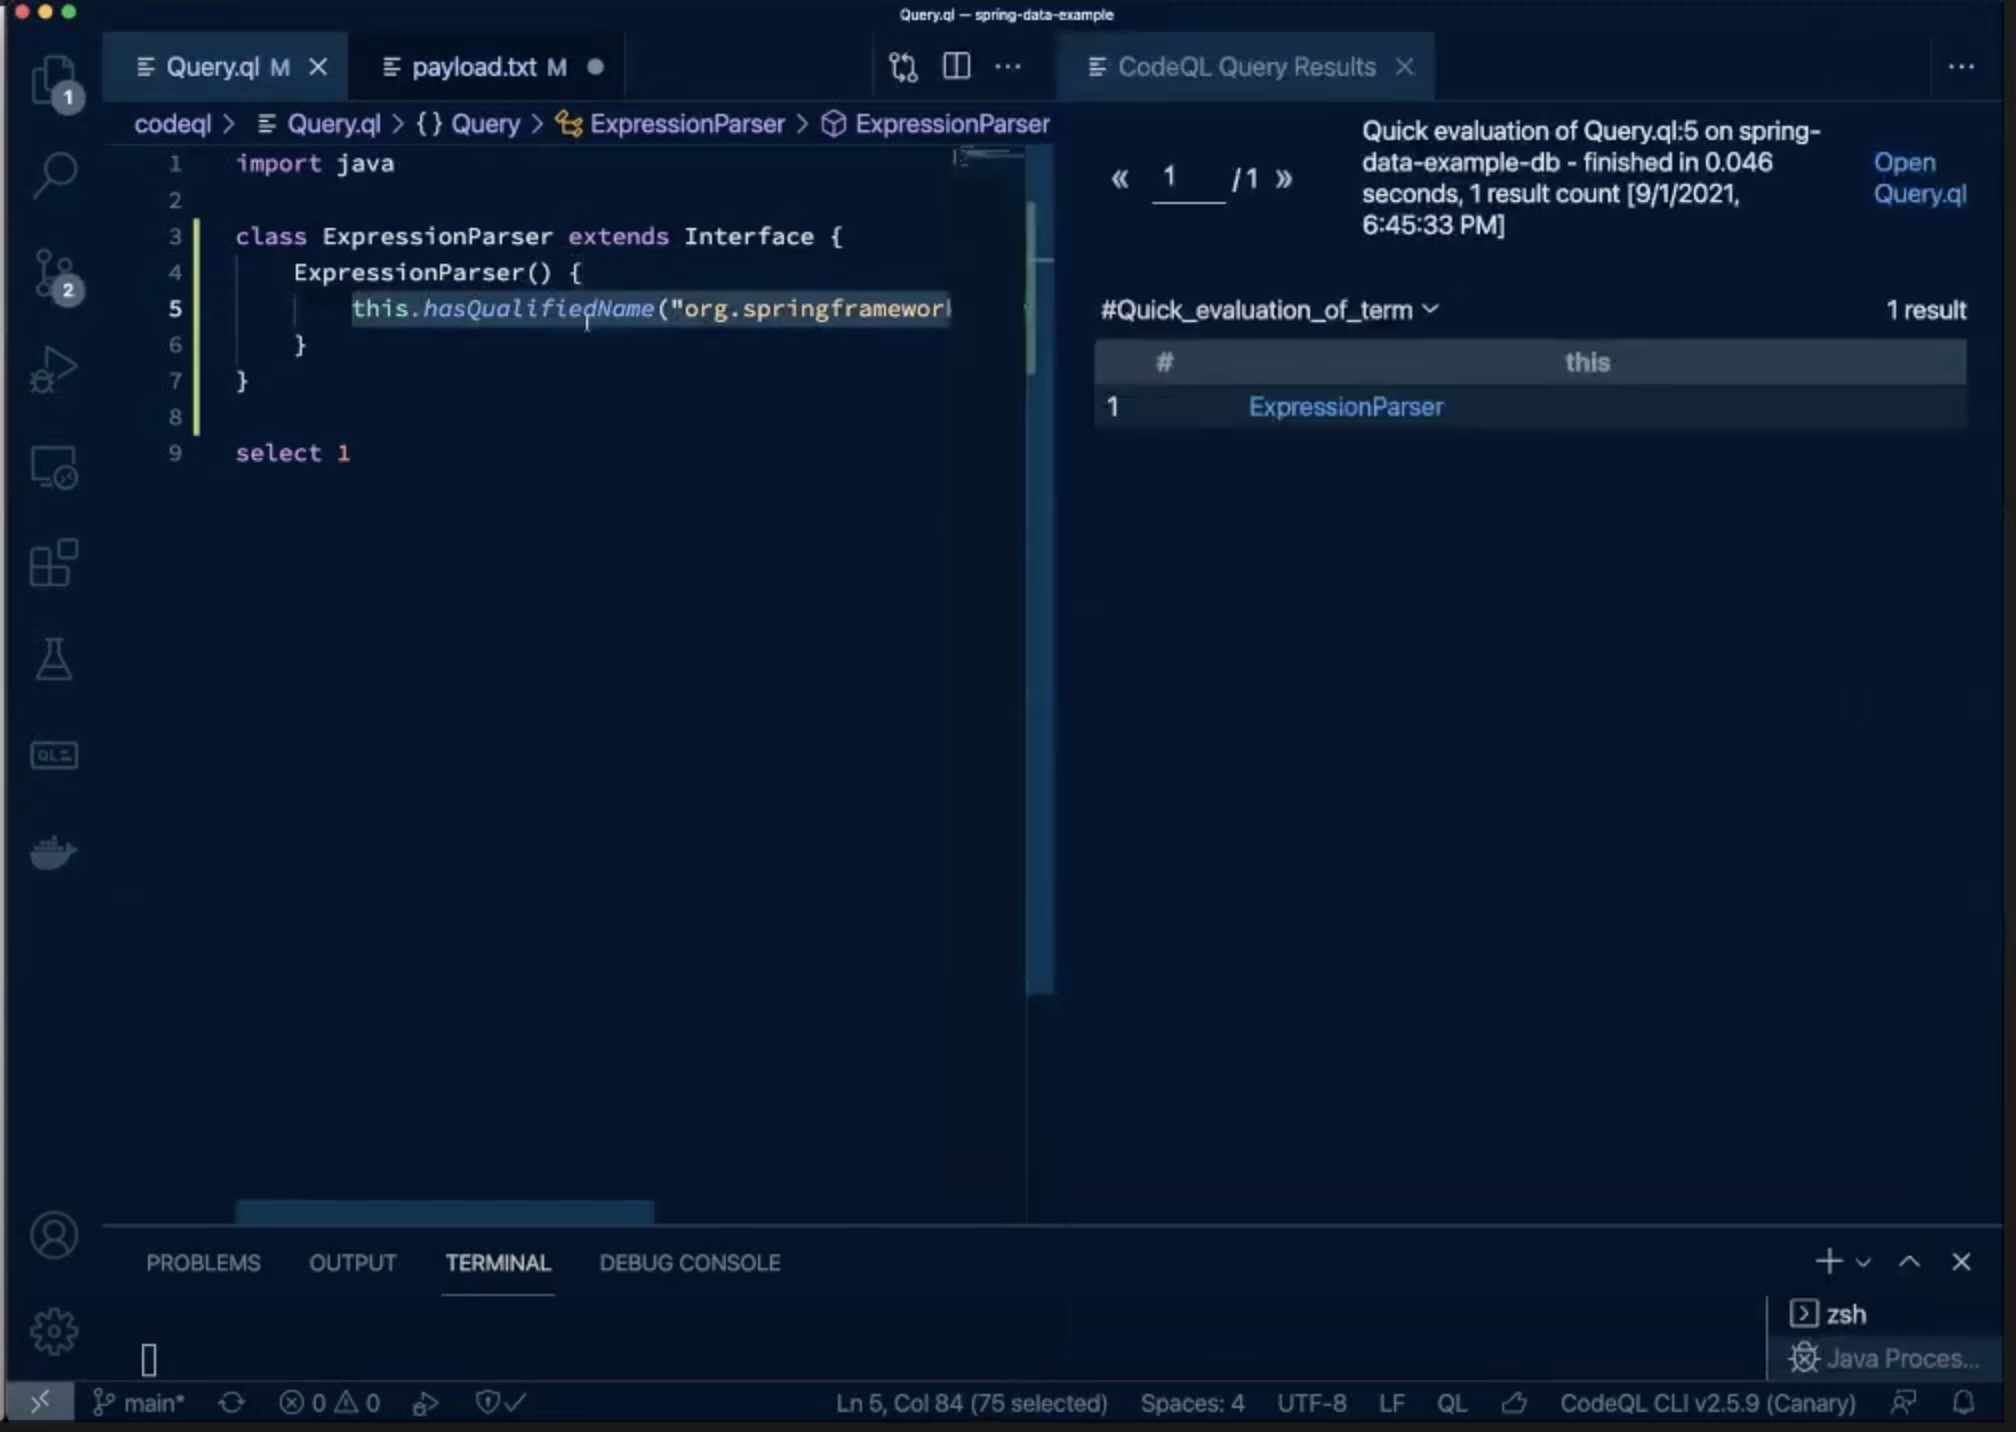 Query.ql — spring-data-example
1
2
Query.ql M
payload.txt M
CodeQL Query Results
codeql > Query.ql > {} Query > ExpressionParser > ExpressionParser
1 import java
2
3 class ExpressionParser extends Interface {
4 ExpressionParser() {
5 this.hasQualifiedName("org.springframewor
6 }
7 }
8
9 select 1
« 1 / 1 »
Quick evaluation of Query.ql:5 on spring-
data-example-db - finished in 0.046
seconds, 1 result count [9/1/2021,
6:45:33 PM]
Open
Query.ql
#Quick_evaluation_of_term 1 result
# this
1 ExpressionParser
QL
PROBLEMS OUTPUT TERMINAL DEBUG CONSOLE
zsh
Java Proces...
main* 0 0 Ln 5, Col 84 (75 selected) Spaces: 4 UTF-8 LF QL CodeQL CLI v2.5.9 (Canary)